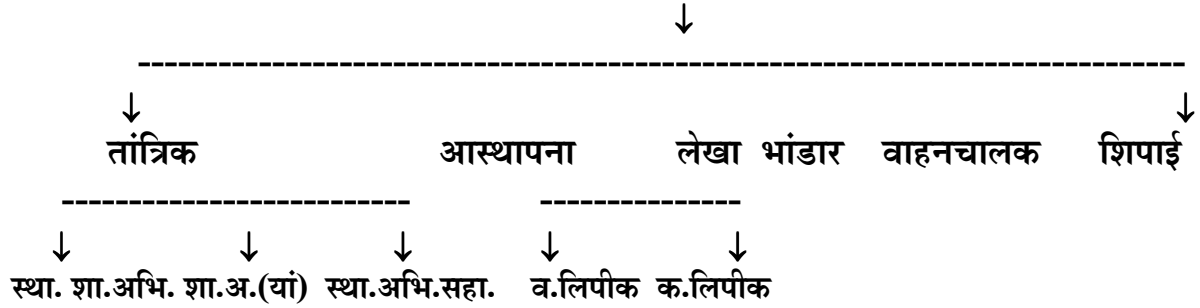 ↓
------------------------------------------------------------------------------
↓ ↓
तांत्रिक आस्थापना लेखा भांडार वाहनचालक शिपाई
-------------------------- ---------------
↓ ↓ ↓ ↓ ↓
स्था. शा.अभि. शा.अ.(यां) स्था.अभि.सहा. व.लिपीक क.लिपीक